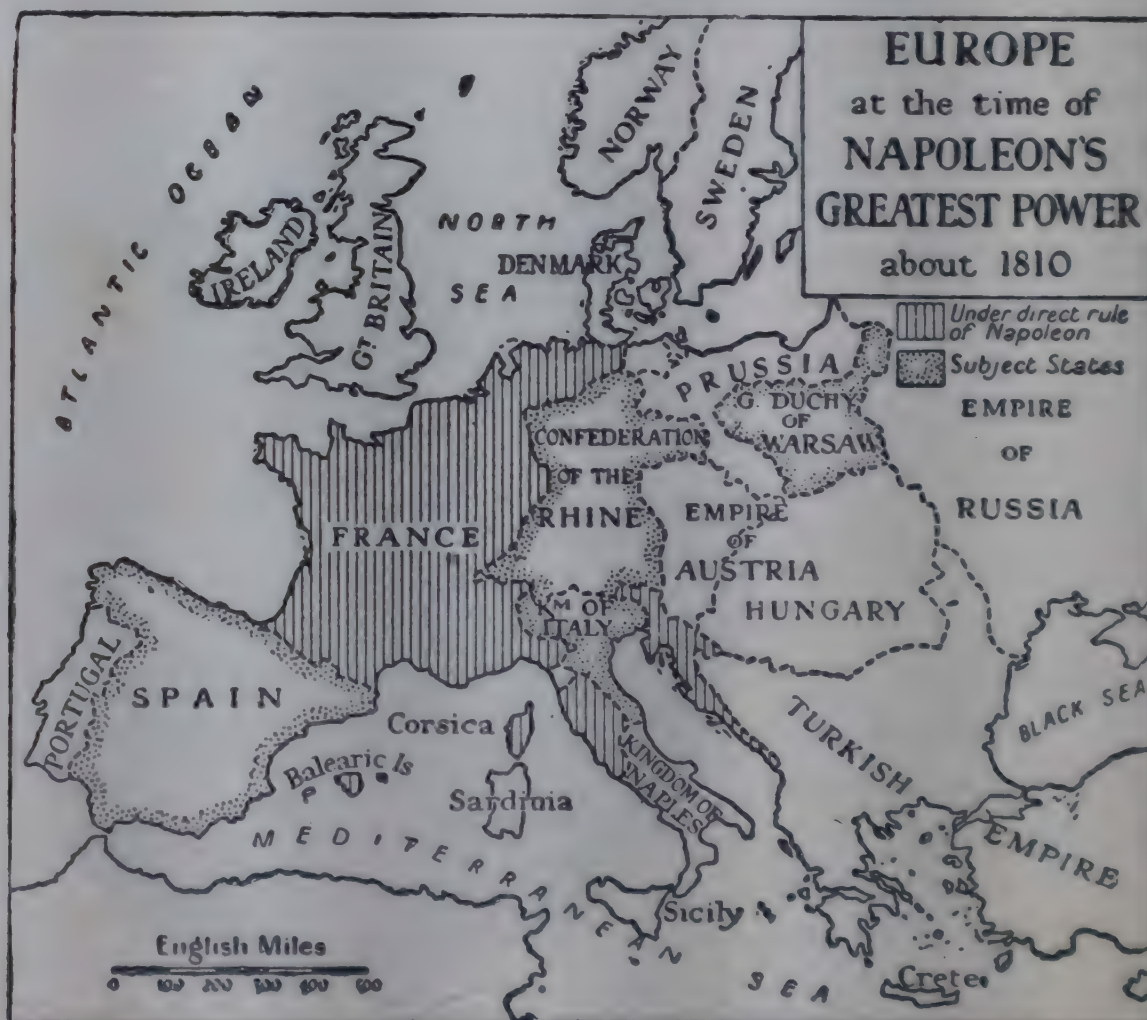 EUROPE
at the time of
NAPOLEON'S
GREATEST POWER
about 1810
Under direct rule
of Napoleon
Subject States
ATLANTIC OCEAN
NORTH
SEA
NORWAY
SWEDEN
DENMARK
IRELAND
GT BRITAIN
PRUSSIA
G. DUCHY
OF
WARSAW
EMPIRE
OF
RUSSIA
CONFEDERATION
OF THE
RHINE
FRANCE
EMPIRE
OF
AUSTRIA
HUNGARY
KM OF
ITALY
PORTUGAL
SPAIN
Corsica
Balearic Is
Sardinia
KINGDOM OF
NAPLES
TURKISH
EMPIRE
BLACK SEA
MEDITERRANEAN
SEA
Sicily
Crete
English Miles
0 100 200 300 400 500